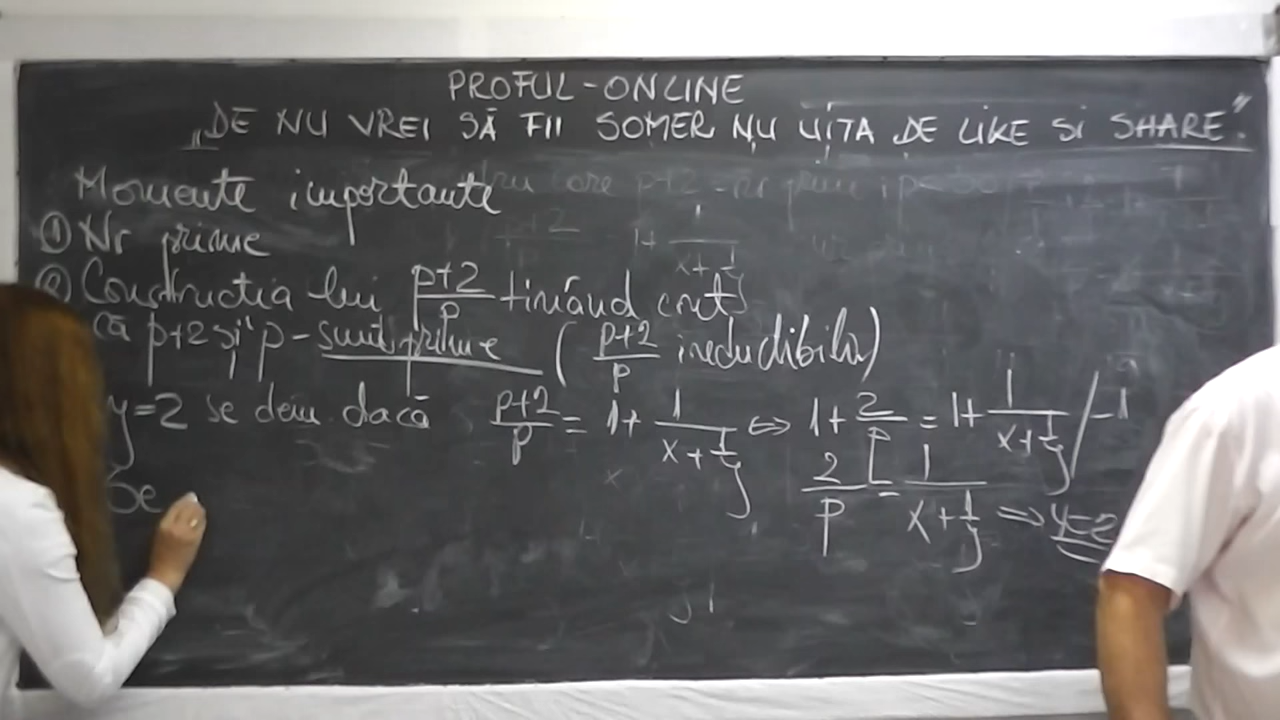 PROFUL-ONLINE
„DE NU VREI SĂ FII SOMER NU UITA DE LIKE SI SHARE."
Momente importante
① Nr prime
② Constructia lui p+2/p tinând cont
că p+2 și p - sunt prime ( p+2/p ireductibilă)
y=2 se dem. dacă p+2/p = 1+ 1/(x+1/y) ⇔ 1+ 2/p = 1+ 1/(x+1/y) / -1
2/p = 1/(x+1/y) ⇒ y=2
Se